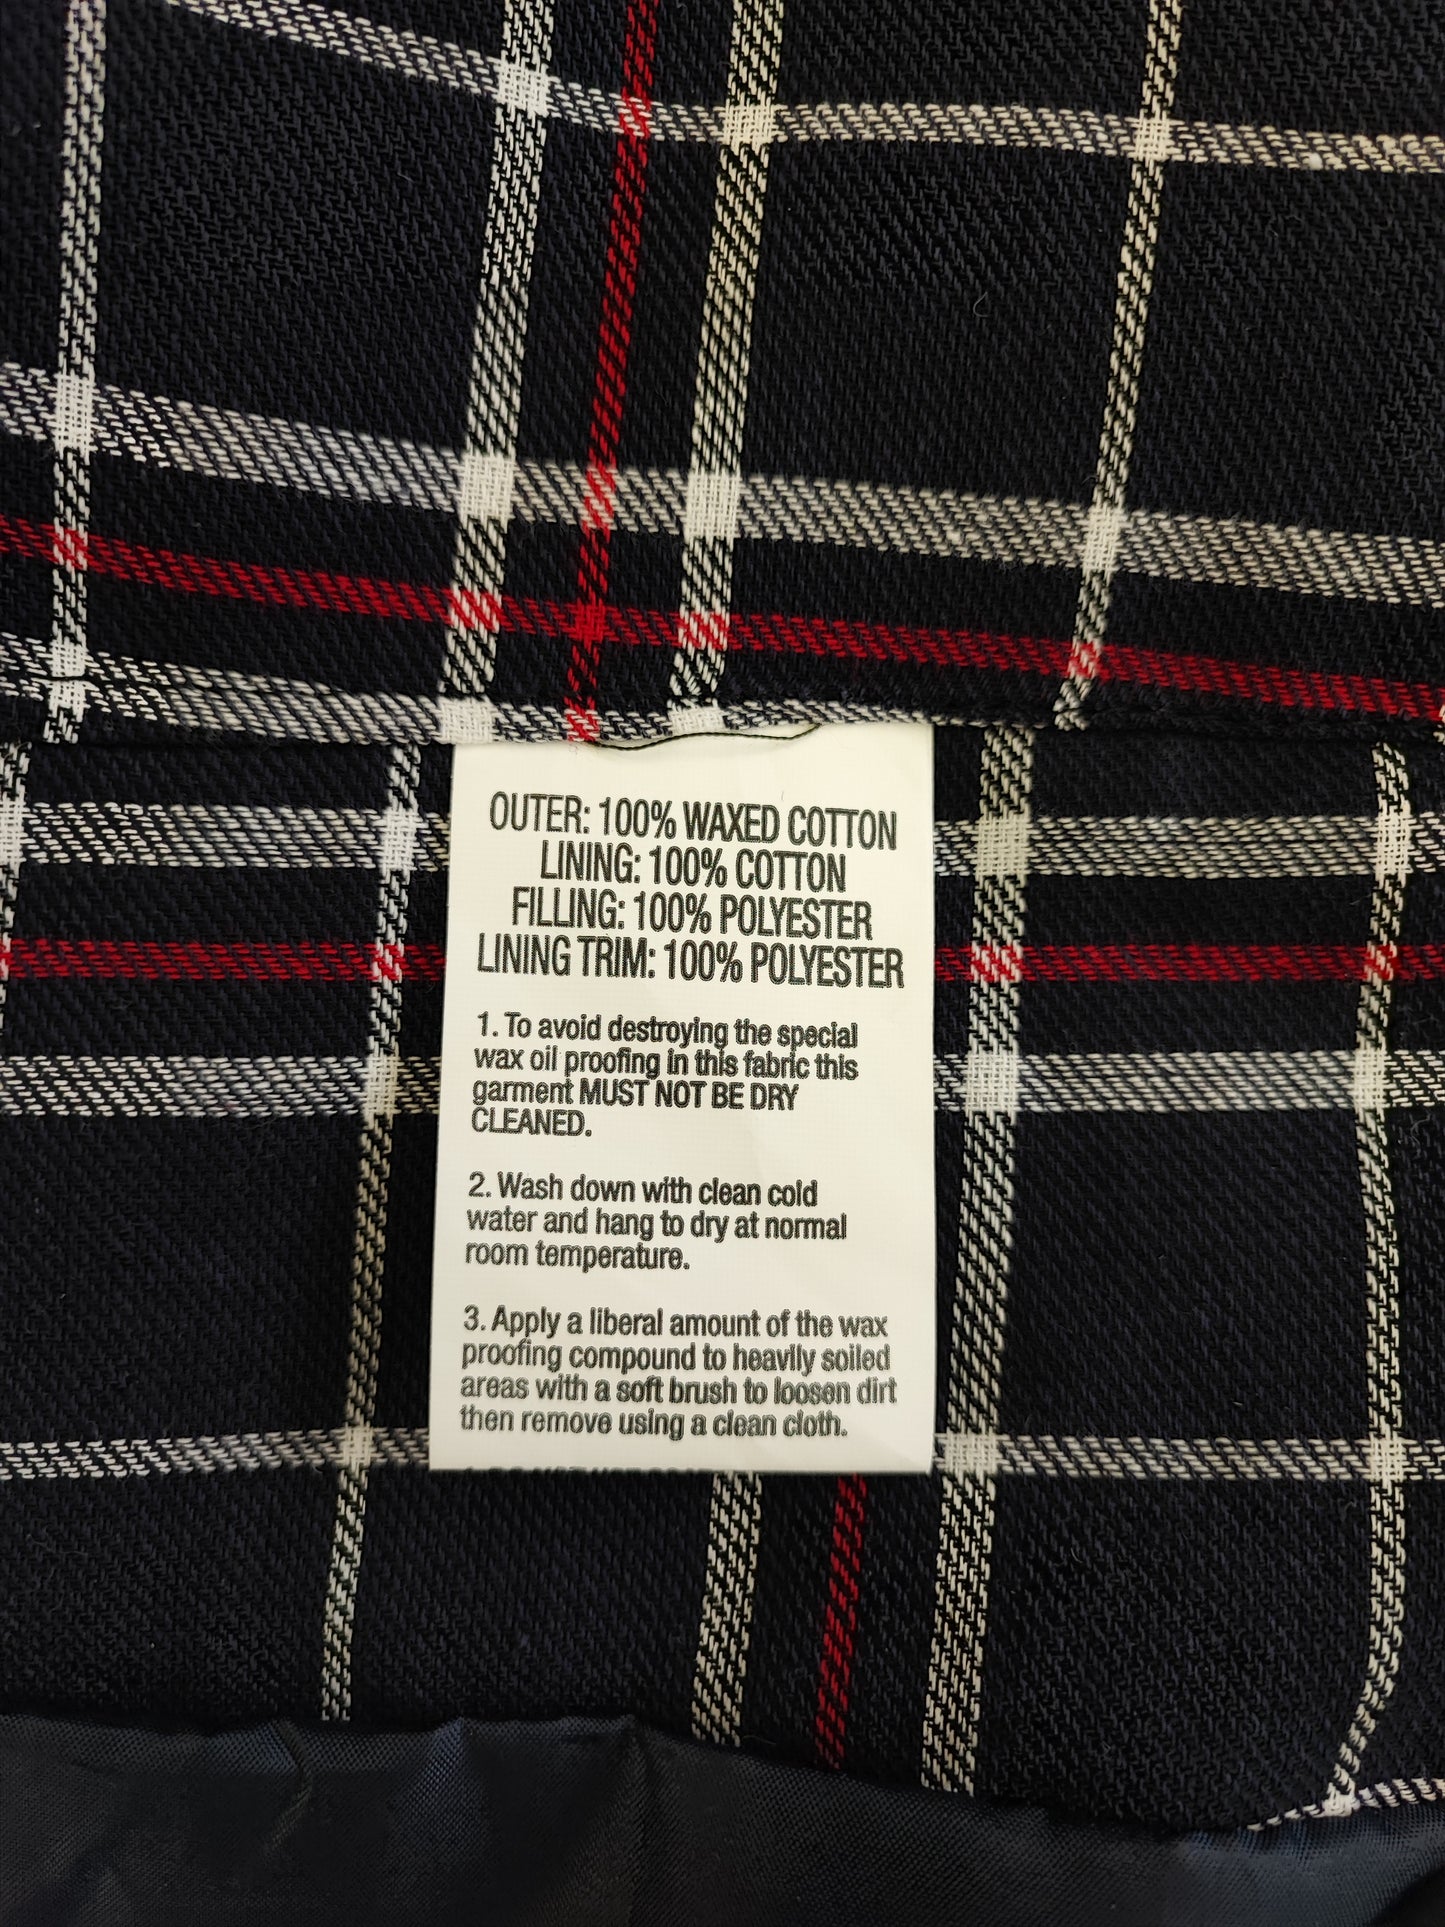 OUTER: 100% WAXED COTTON
LINING: 100% COTTON
FILLING: 100% POLYESTER
LINING TRIM: 100% POLYESTER
1. To avoid destroying the special
wax oil proofing in this fabric this
garment MUST NOT BE DRY
CLEANED.
2. Wash down with clean cold
water and hang to dry at normal
room temperature.
3. Apply a liberal amount of the wax
proofing compound to heavily soiled
areas with a soft brush to loosen dirt
then remove using a clean cloth.